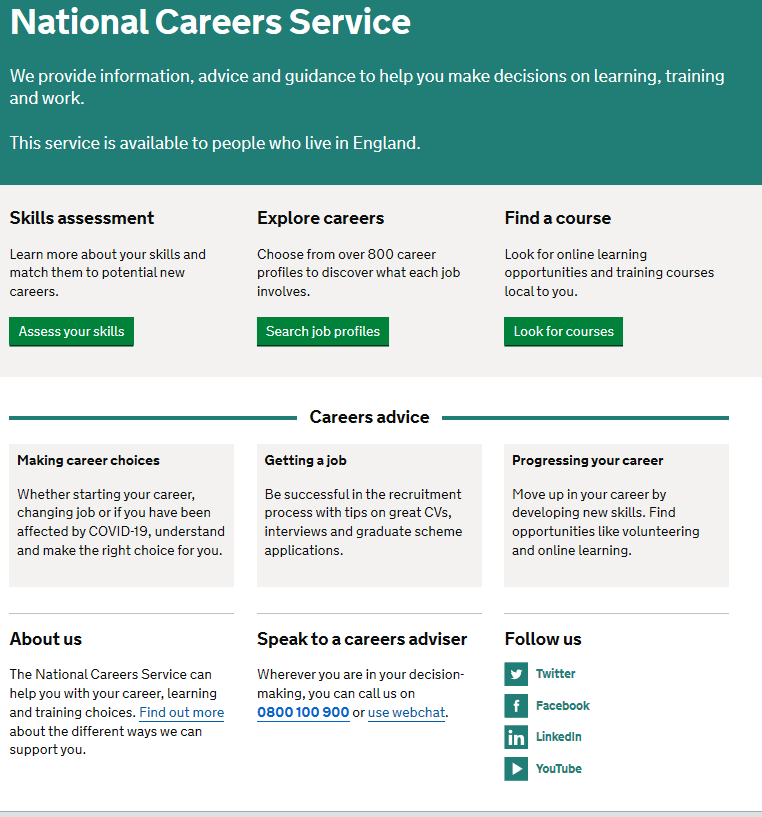 National Careers Service
We provide information, advice and guidance to help you make decisions on learning, training
and work.
This service is available to people who live in England.
Skills assessment
Learn more about your skills and
match them to potential new
careers.
Assess your skills
Explore careers
Choose from over 800 career
profiles to discover what each job
involves.
Search job profiles
Find a course
Look for online learning
opportunities and training courses
local to you.
Look for courses
Careers advice
Making career choices
Whether starting your career,
changing job or if you have been
affected by COVID-19, understand
and make the right choice for you.
Getting a job
Be successful in the recruitment
process with tips on great CVs,
interviews and graduate scheme
applications.
Progressing your career
Move up in your career by
developing new skills. Find
opportunities like volunteering
and online learning.
About us
The National Careers Service can
help you with your career, learning
and training choices. Find out more
about the different ways we can
support you.
Speak to a careers adviser
Wherever you are in your decision-
making, you can call us on
0800 100 900 or use webchat.
Follow us
Twitter
Facebook
LinkedIn
YouTube